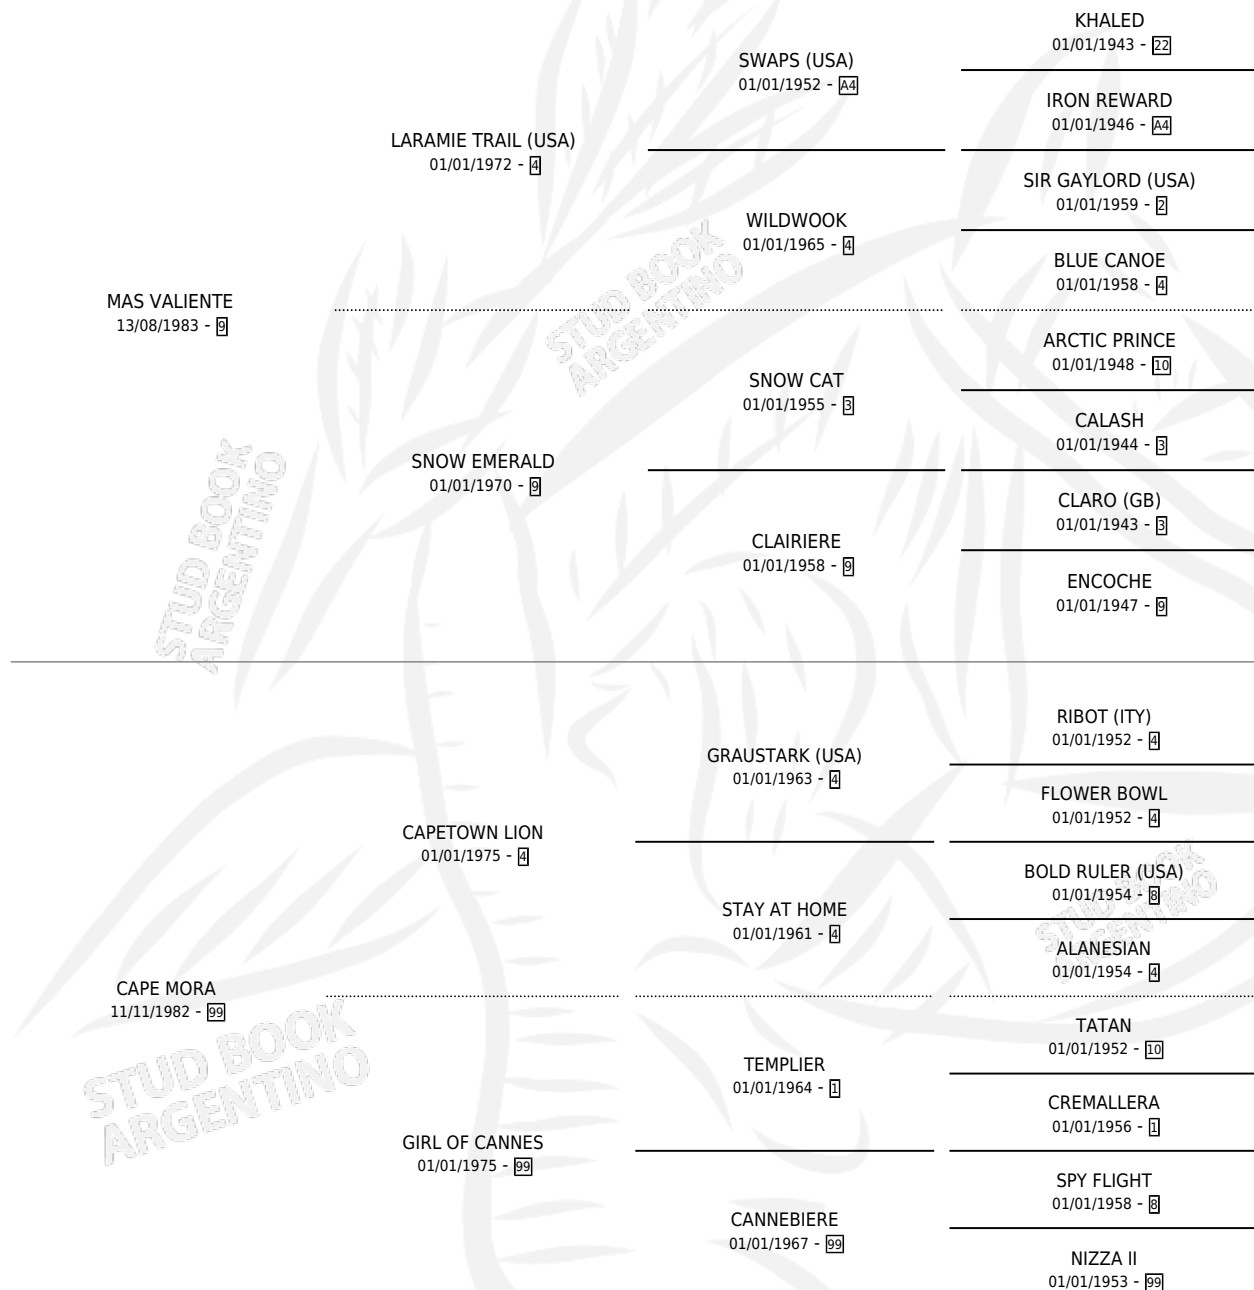 KHALED
01/01/1943 - 22
SWAPS (USA)
01/01/1952 - A4
IRON REWARD
01/01/1946 - A4
LARAMIE TRAIL (USA)
01/01/1972 - 4
SIR GAYLORD (USA)
01/01/1959 - 2
WILDWOOK
01/01/1965 - 4
BLUE CANOE
01/01/1958 - 4
MAS VALIENTE
13/08/1983 - 9
ARCTIC PRINCE
01/01/1948 - 10
SNOW CAT
01/01/1955 - 3
CALASH
01/01/1944 - 3
SNOW EMERALD
01/01/1970 - 9
CLARO (GB)
01/01/1943 - 3
CLAIRIERE
01/01/1958 - 9
ENCOCHE
01/01/1947 - 9
RIBOT (ITY)
01/01/1952 - 4
GRAUSTARK (USA)
01/01/1963 - 4
FLOWER BOWL
01/01/1952 - 4
CAPETOWN LION
01/01/1975 - 4
BOLD RULER (USA)
01/01/1954 - 8
STAY AT HOME
01/01/1961 - 4
ALANESIAN
01/01/1954 - 4
CAPE MORA
11/11/1982 - 99
TATAN
01/01/1952 - 10
TEMPLIER
01/01/1964 - 1
CREMALLERA
01/01/1956 - 1
GIRL OF CANNES
01/01/1975 - 99
SPY FLIGHT
01/01/1958 - 8
CANNEBIERE
01/01/1967 - 99
NIZZA II
01/01/1953 - 99
STUD BOOK
ARGENTINO
STUD BOOK
ARGENTINO
STUD BOOK
ARGENTINO
STUD BOOK
ARGENTINO